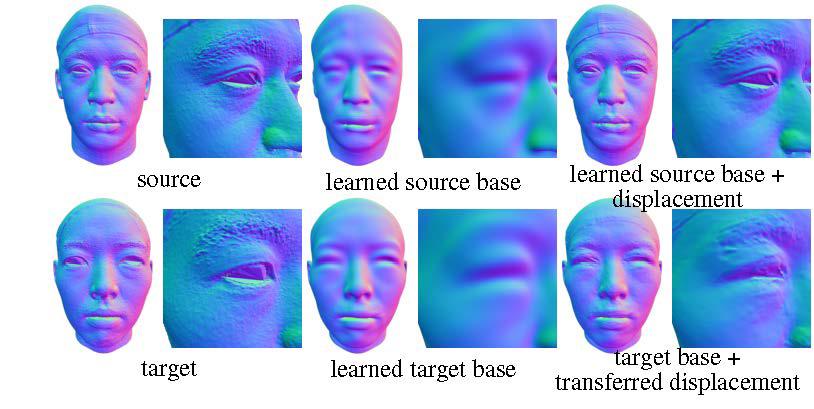 source
learned source base
learned source base +
displacement
target
learned target base
target base +
transferred displacement